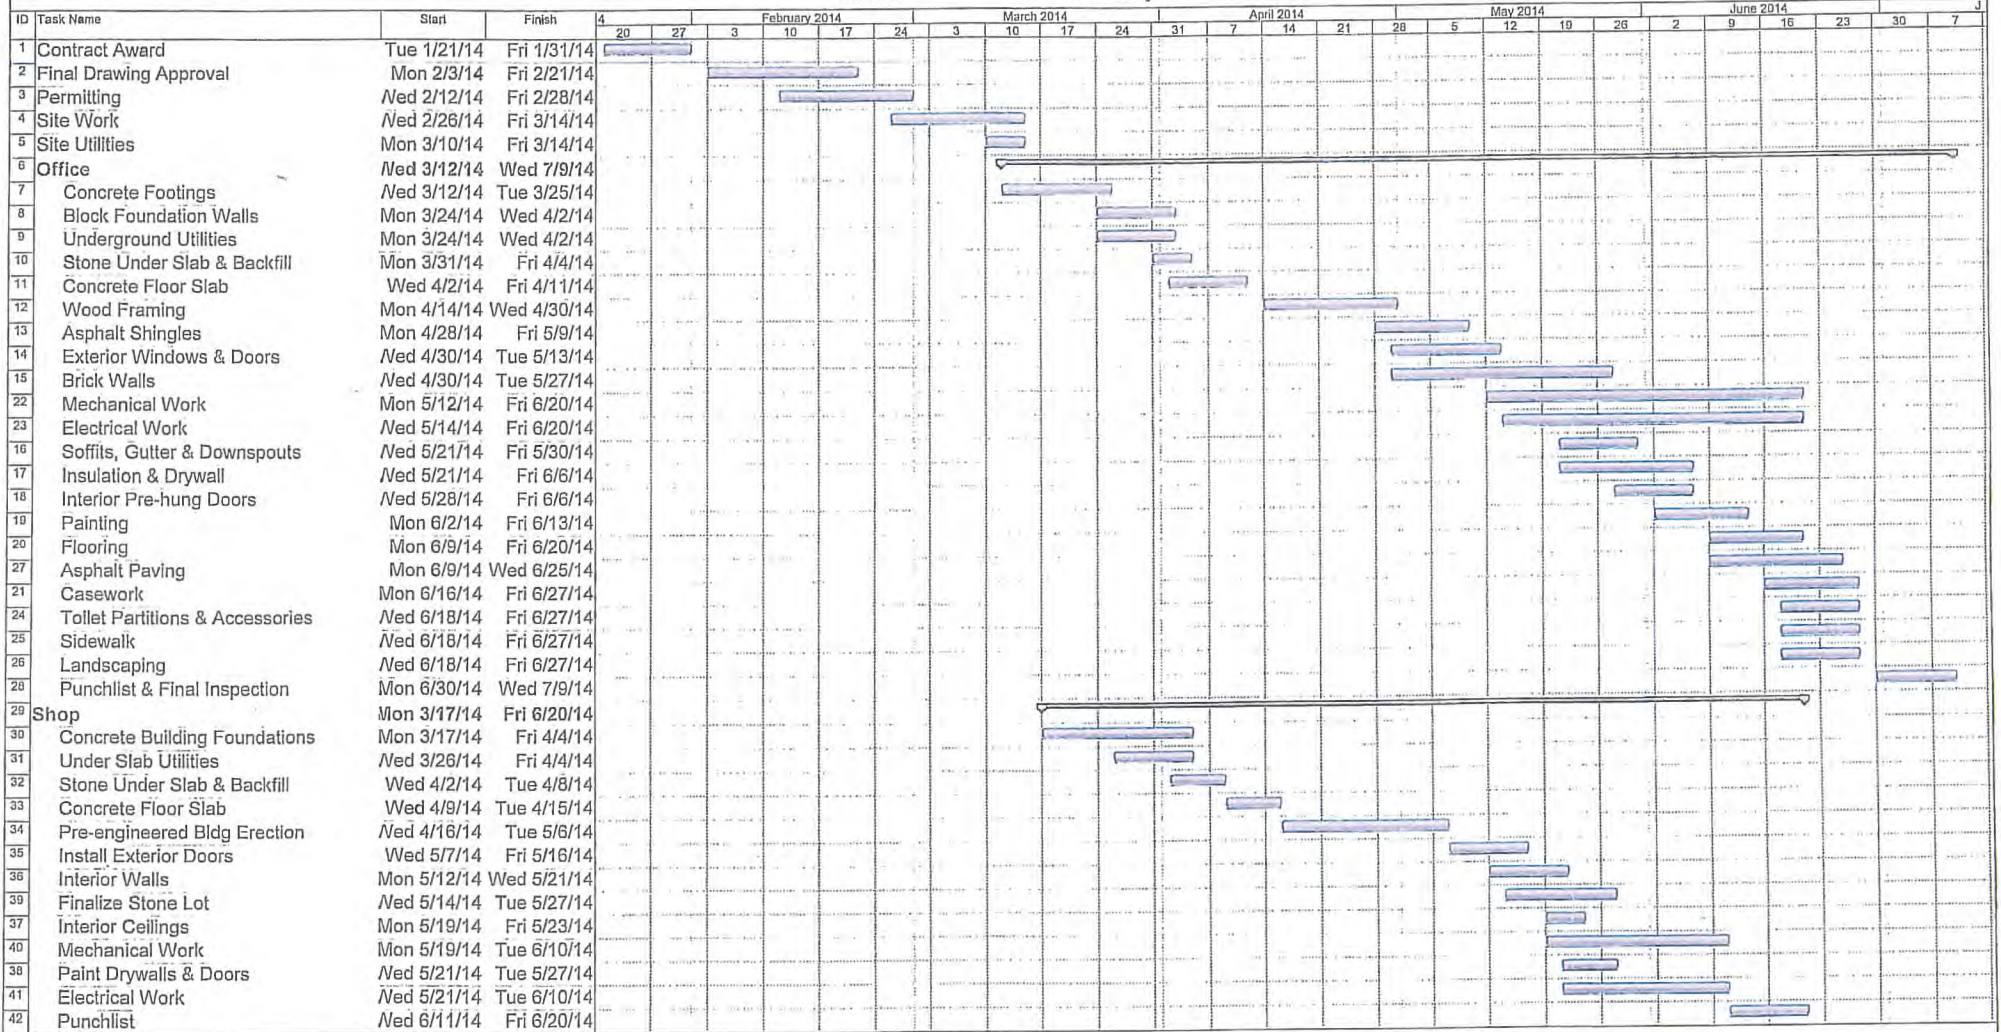 ID Task Name Start Finish 4 February 2014 March 2014 April 2014 May 2014 June 2014 J
20 27 3 10 17 24 3 10 17 24 31 7 14 21 28 5 12 19 26 2 9 16 23 30 7
1 Contract Award Tue 1/21/14 Fri 1/31/14
2 Final Drawing Approval Mon 2/3/14 Fri 2/21/14
3 Permitting Wed 2/12/14 Fri 2/28/14
4 Site Work Wed 2/26/14 Fri 3/14/14
5 Site Utilities Mon 3/10/14 Fri 3/14/14
6 Office Wed 3/12/14 Wed 7/9/14
7 Concrete Footings Wed 3/12/14 Tue 3/25/14
8 Block Foundation Walls Mon 3/24/14 Wed 4/2/14
9 Underground Utilities Mon 3/24/14 Wed 4/2/14
10 Stone Under Slab & Backfill Mon 3/31/14 Fri 4/4/14
11 Concrete Floor Slab Wed 4/2/14 Fri 4/11/14
12 Wood Framing Mon 4/14/14 Wed 4/30/14
13 Asphalt Shingles Mon 4/28/14 Fri 5/9/14
14 Exterior Windows & Doors Wed 4/30/14 Tue 5/13/14
15 Brick Walls Wed 4/30/14 Tue 5/27/14
22 Mechanical Work Mon 5/12/14 Fri 6/20/14
23 Electrical Work Wed 5/14/14 Fri 6/20/14
16 Soffits, Gutter & Downspouts Wed 5/21/14 Fri 5/30/14
17 Insulation & Drywall Wed 5/21/14 Fri 6/6/14
18 Interior Pre-hung Doors Wed 5/28/14 Fri 6/6/14
19 Painting Mon 6/2/14 Fri 6/13/14
20 Flooring Mon 6/9/14 Fri 6/20/14
27 Asphalt Paving Mon 6/9/14 Wed 6/25/14
21 Casework Mon 6/16/14 Fri 6/27/14
24 Toilet Partitions & Accessories Wed 6/18/14 Fri 6/27/14
25 Sidewalk Wed 6/18/14 Fri 6/27/14
26 Landscaping Wed 6/18/14 Fri 6/27/14
28 Punchlist & Final Inspection Mon 6/30/14 Wed 7/9/14
29 Shop Mon 3/17/14 Fri 6/20/14
30 Concrete Building Foundations Mon 3/17/14 Fri 4/4/14
31 Under Slab Utilities Wed 3/26/14 Fri 4/4/14
32 Stone Under Slab & Backfill Wed 4/2/14 Tue 4/8/14
33 Concrete Floor Slab Wed 4/9/14 Tue 4/15/14
34 Pre-engineered Bldg Erection Wed 4/16/14 Tue 5/6/14
35 Install Exterior Doors Wed 5/7/14 Fri 5/16/14
36 Interior Walls Mon 5/12/14 Wed 5/21/14
39 Finalize Stone Lot Wed 5/14/14 Tue 5/27/14
37 Interior Ceilings Mon 5/19/14 Fri 5/23/14
40 Mechanical Work Mon 5/19/14 Tue 6/10/14
38 Paint Drywalls & Doors Wed 5/21/14 Tue 5/27/14
41 Electrical Work Wed 5/21/14 Tue 6/10/14
42 Punchlist Wed 6/11/14 Fri 6/20/14